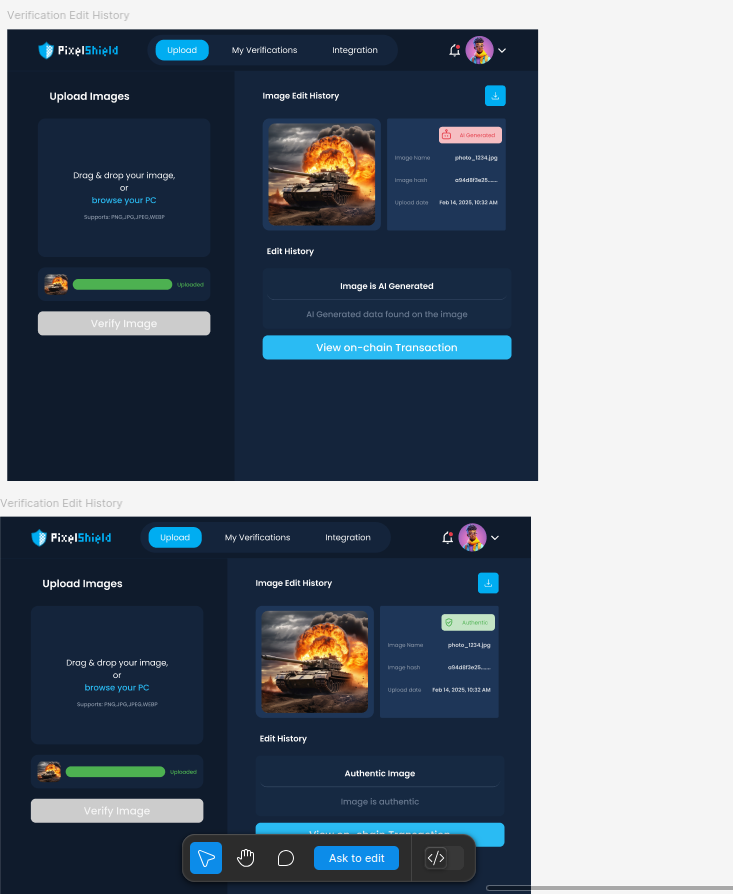 Verification Edit History
PixelShield
Upload
My Verifications
Integration
Upload Images
Drag & drop your image,
or
browse your PC
Supports: PNG,JPG,JPEG,WEBP
Uploaded
Verify Image
Image Edit History
AI Generated
Image Name photo_1234.jpg
Image hash a94d8f3e25.......
Upload date Feb 14, 2025, 10:32 AM
Edit History
Image is AI Generated
AI Generated data found on the image
View on-chain Transaction
Verification Edit History
PixelShield
Upload
My Verifications
Integration
Upload Images
Drag & drop your image,
or
browse your PC
Supports: PNG,JPG,JPEG,WEBP
Uploaded
Verify Image
Image Edit History
Authentic
Image Name photo_1234.jpg
Image hash a94d8f3e25.......
Upload date Feb 14, 2025, 10:32 AM
Edit History
Authentic Image
Image is authentic
View on-chain Transaction
Ask to edit